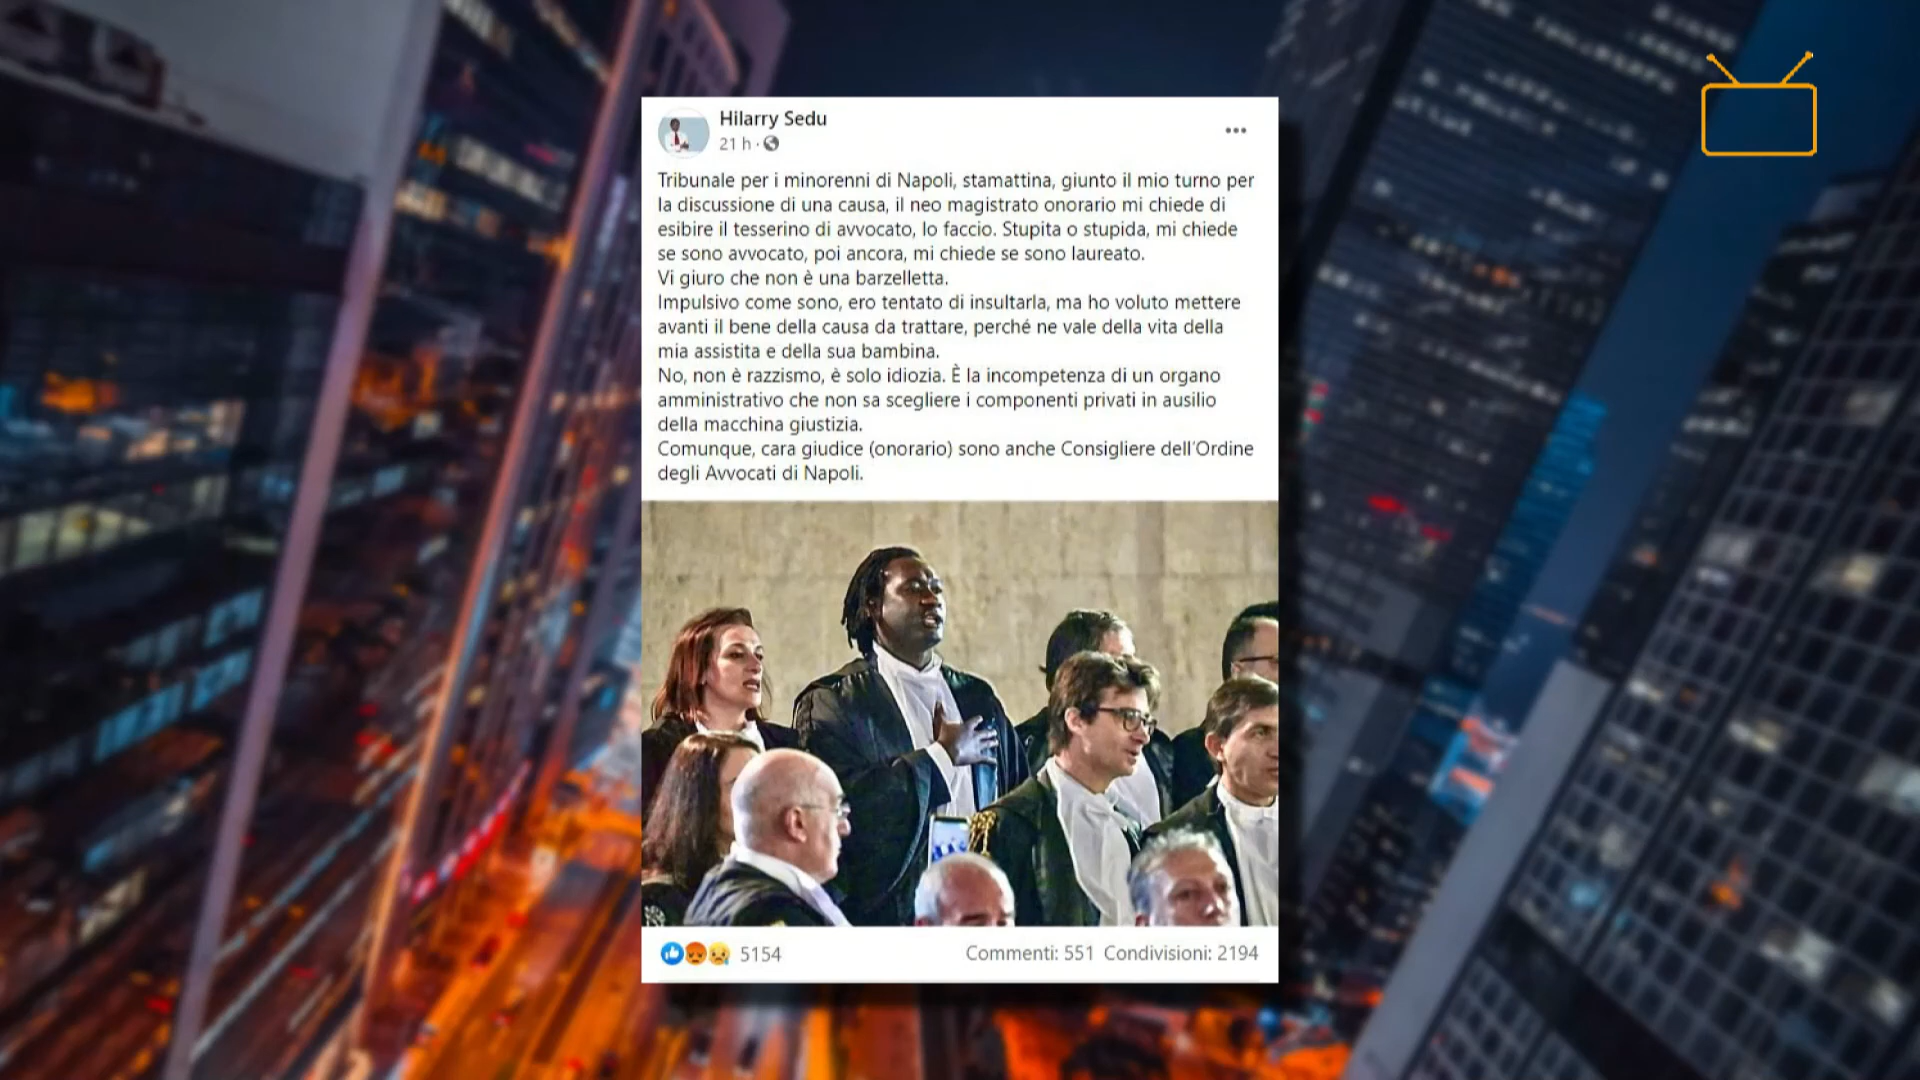 Hilarry Sedu
21 h ·
Tribunale per i minorenni di Napoli, stamattina, giunto il mio turno per
la discussione di una causa, il neo magistrato onorario mi chiede di
esibire il tesserino di avvocato, lo faccio. Stupita o stupida, mi chiede
se sono avvocato, poi ancora, mi chiede se sono laureato.
Vi giuro che non è una barzelletta.
Impulsivo come sono, ero tentato di insultarla, ma ho voluto mettere
avanti il bene della causa da trattare, perché ne vale della vita della
mia assistita e della sua bambina.
No, non è razzismo, è solo idiozia. È la incompetenza di un organo
amministrativo che non sa scegliere i componenti privati in ausilio
della macchina giustizia.
Comunque, cara giudice (onorario) sono anche Consigliere dell'Ordine
degli Avvocati di Napoli.
5154 Commenti: 551 Condivisioni: 2194